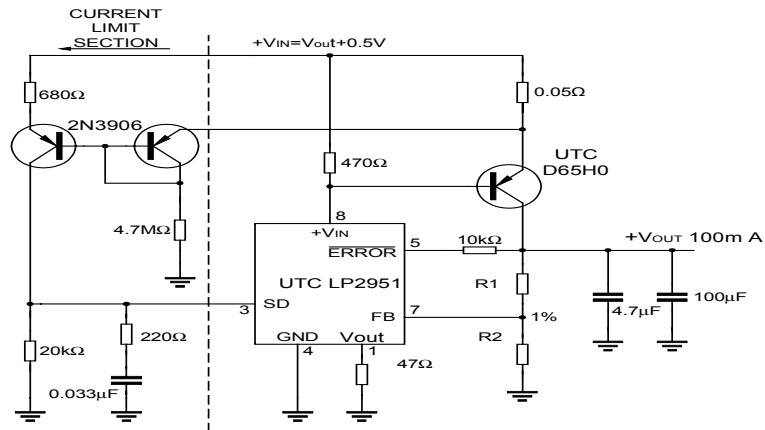 CURRENT
LIMIT
SECTION
+VIN=Vout+0.5V
680Ω
0.05Ω
2N3906
UTC
D65H0
470Ω
4.7MΩ
8
+VIN
ERROR
5
10kΩ
+VOUT 100m A
UTC LP2951
R1
3
SD
FB
7
1%
4.7μF
100μF
220Ω
GND
Vout
R2
20kΩ
4
1
47Ω
0.033μF